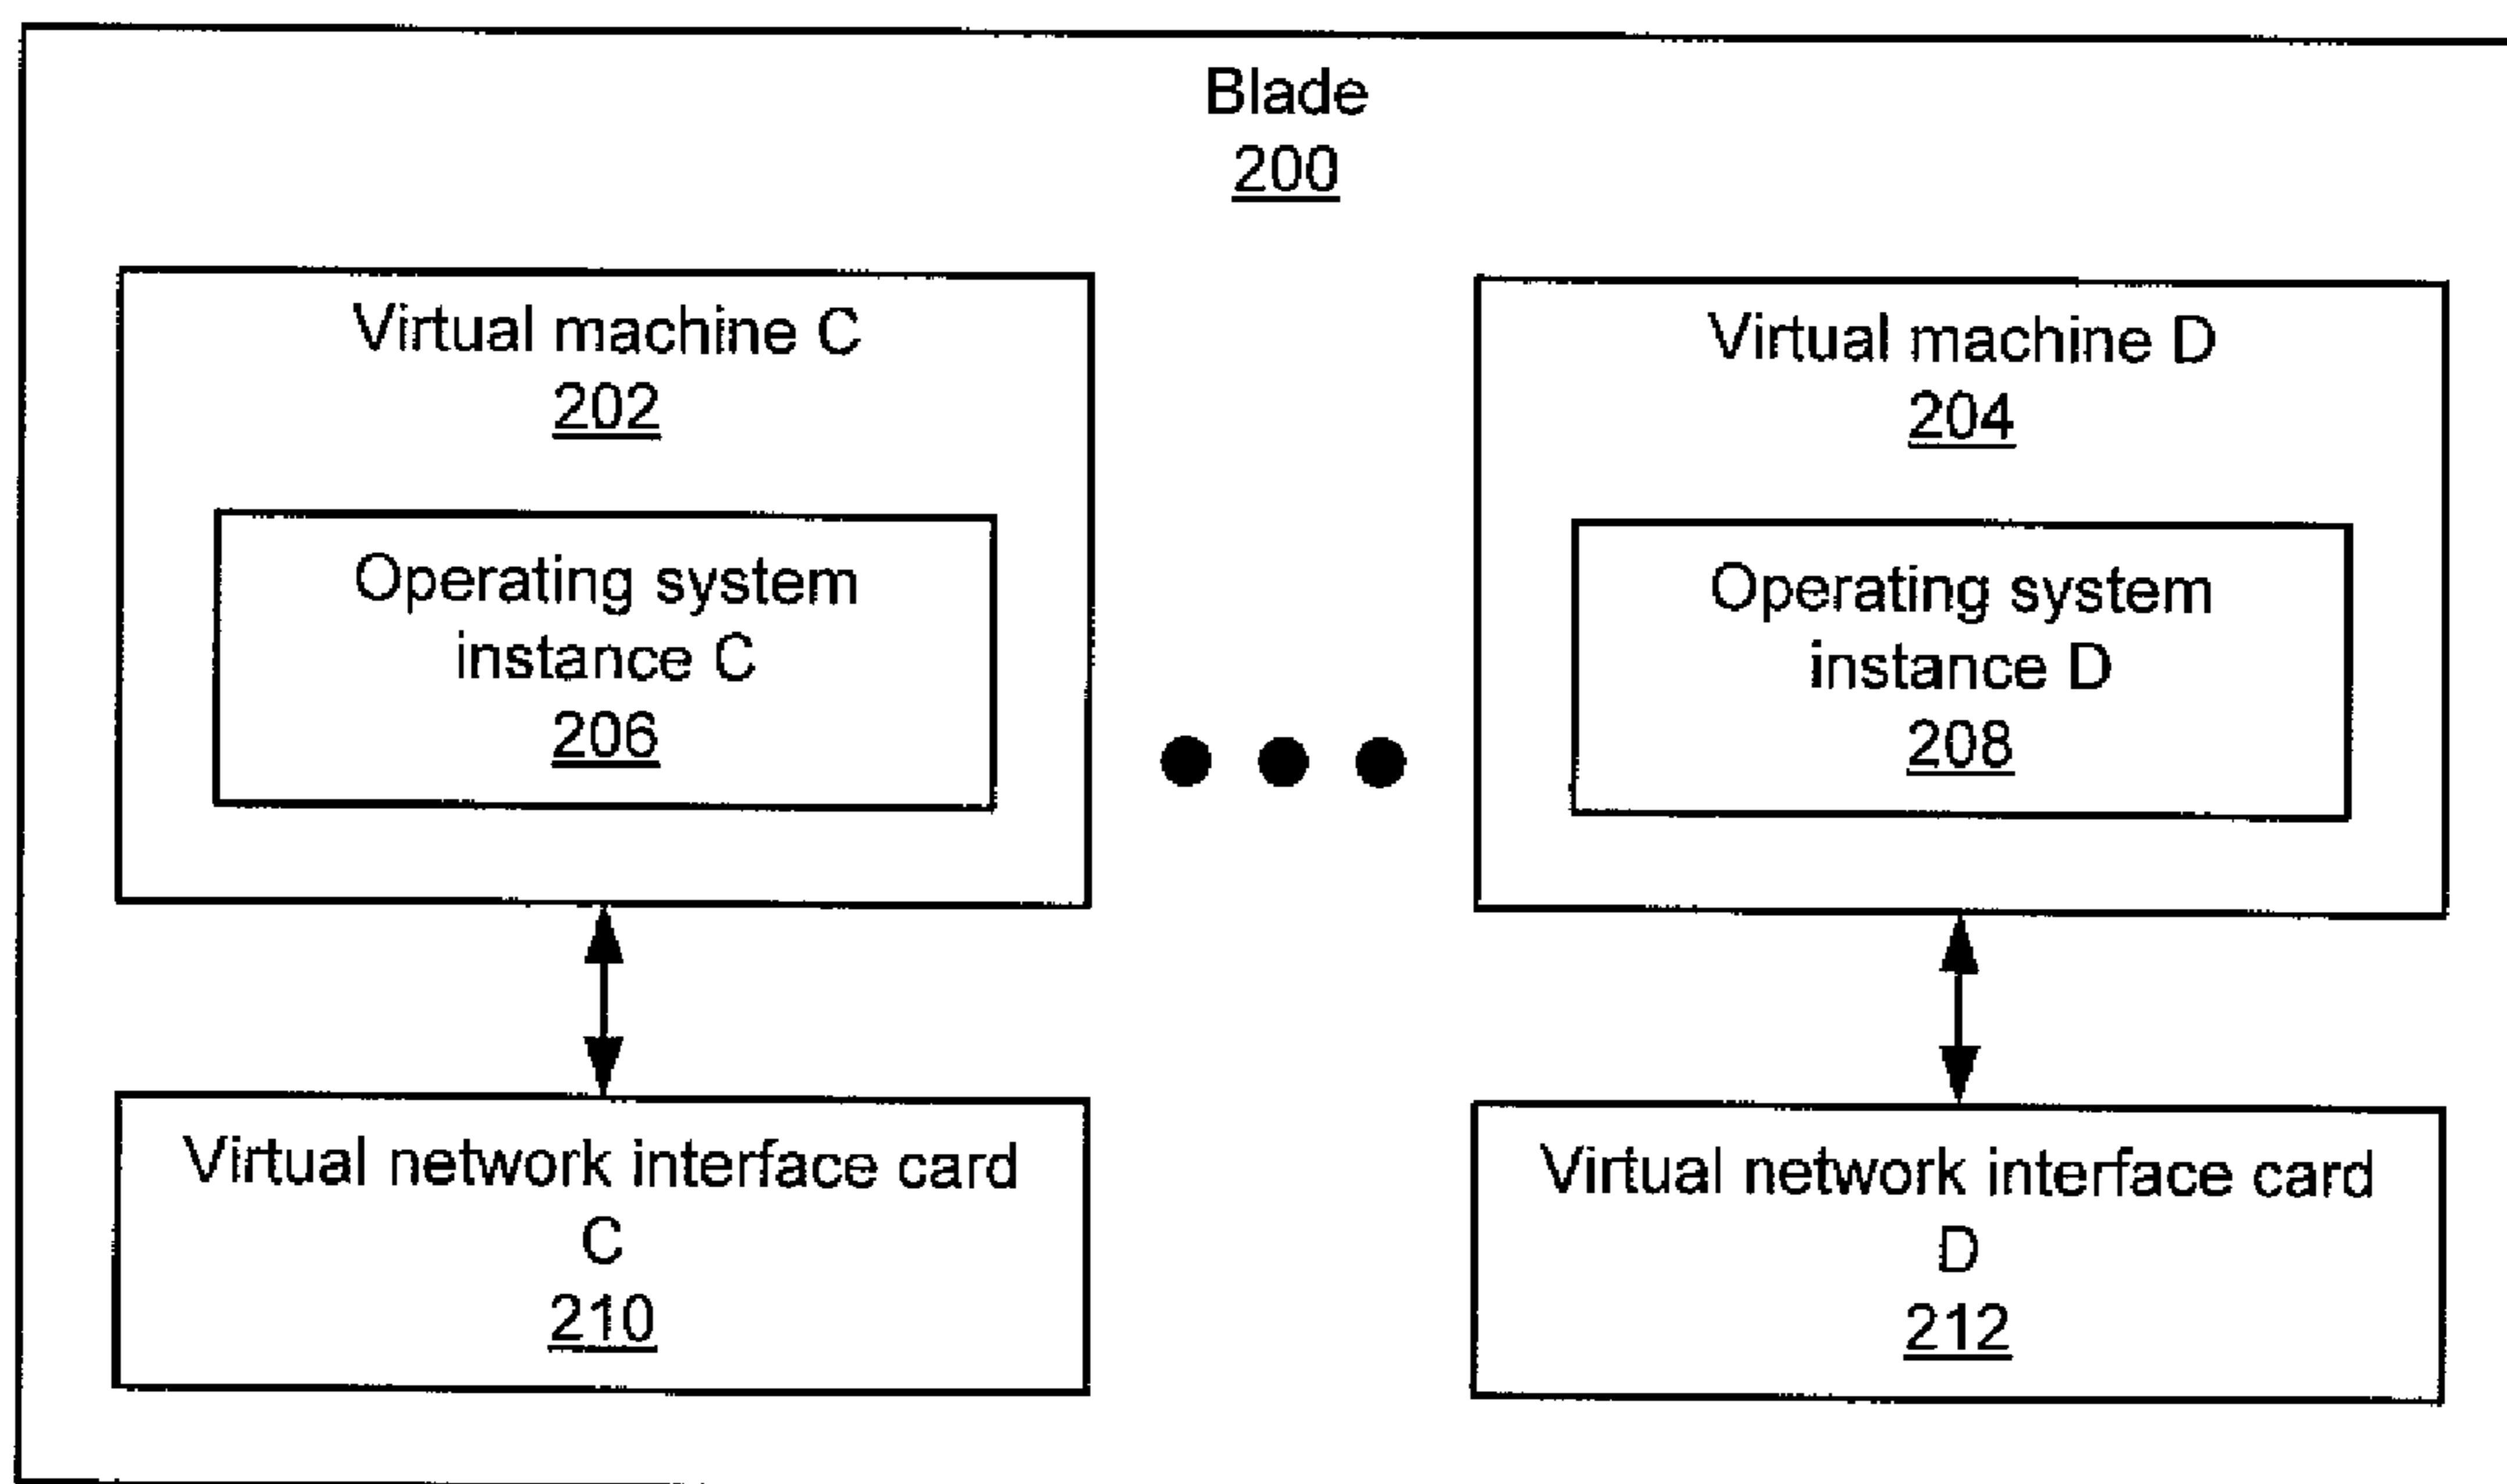 Blade
200
Virtual machine C
202
Operating system
instance C
206
Virtual machine D
204
Operating system
instance D
208
Virtual network interface card
C
210
Virtual network interface card
D
212